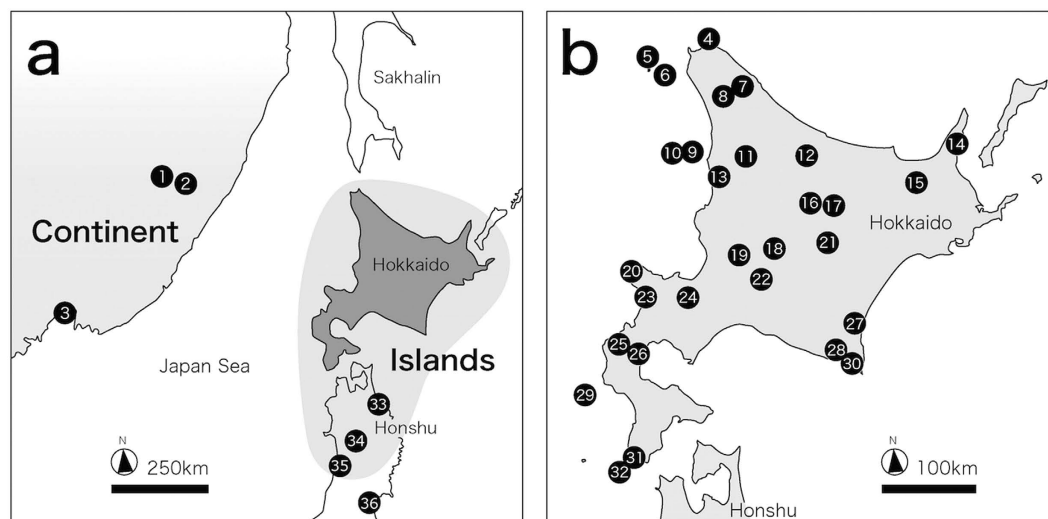 a
Sakhalin
1
2
Continent
Hokkaido
3
Japan Sea
Islands
33
Honshu
34
35
36
N
250km
b
4
5
6
7
8
9
10
11
12
13
14
15
16
17
Hokkaido
18
19
20
21
22
23
24
25
26
27
28
29
30
31
32
N
100km
Honshu